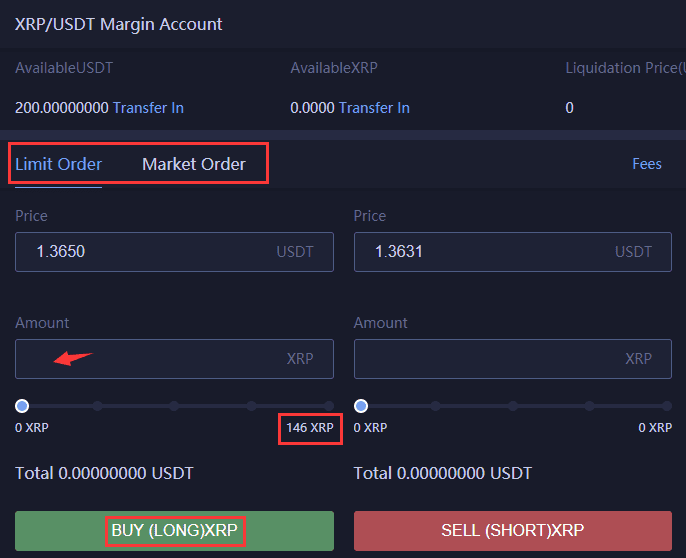 XRP/USDT Margin Account
AvailableUSDT AvailableXRP Liquidation Price(U
200.00000000 Transfer In 0.0000 Transfer In 0
Limit Order Market Order Fees
Price Price
1.3650 USDT 1.3631 USDT
Amount Amount
XRP XRP
0 XRP 146 XRP 0 XRP 0 XRP
Total 0.00000000 USDT Total 0.00000000 USDT
BUY (LONG)XRP SELL (SHORT)XRP